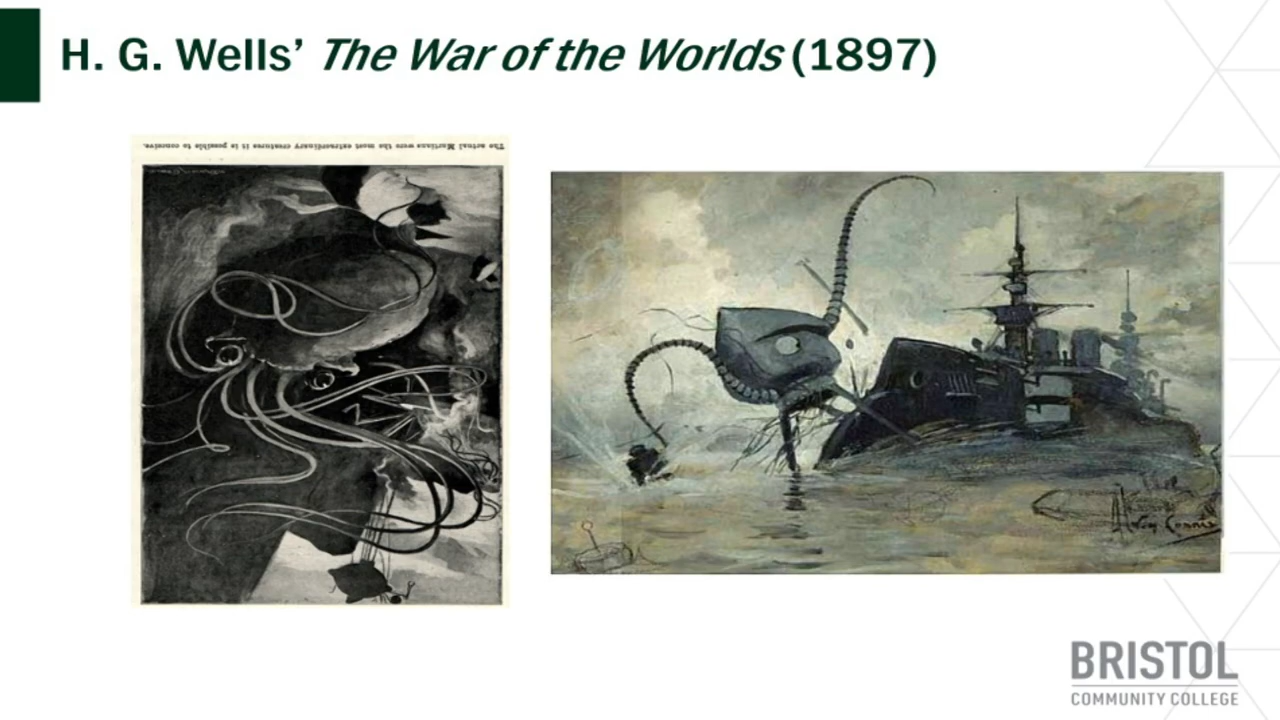 H. G. Wells’ The War of the Worlds (1897)
The actual Martians were the most extraordinary creatures it is possible to conceive.
BRISTOL
COMMUNITY COLLEGE